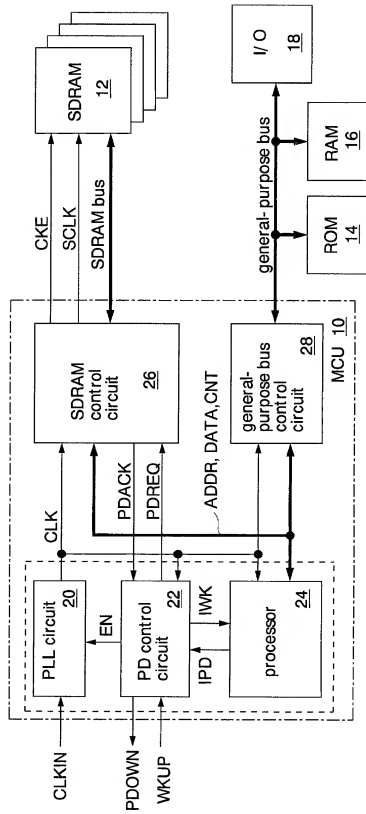 CLKIN
PDOWN
WKUP
PLL circuit
20
EN
PD control
circuit
22
IPD
IWK
processor
24
CLK
PDACK
PDREQ
ADDR, DATA,CNT
SDRAM
control
circuit
26
general-
purpose bus
control
circuit
28
MCU 10
CKE
SCLK
SDRAM bus
SDRAM
12
general- purpose bus
ROM
14
RAM
16
I/ O
18